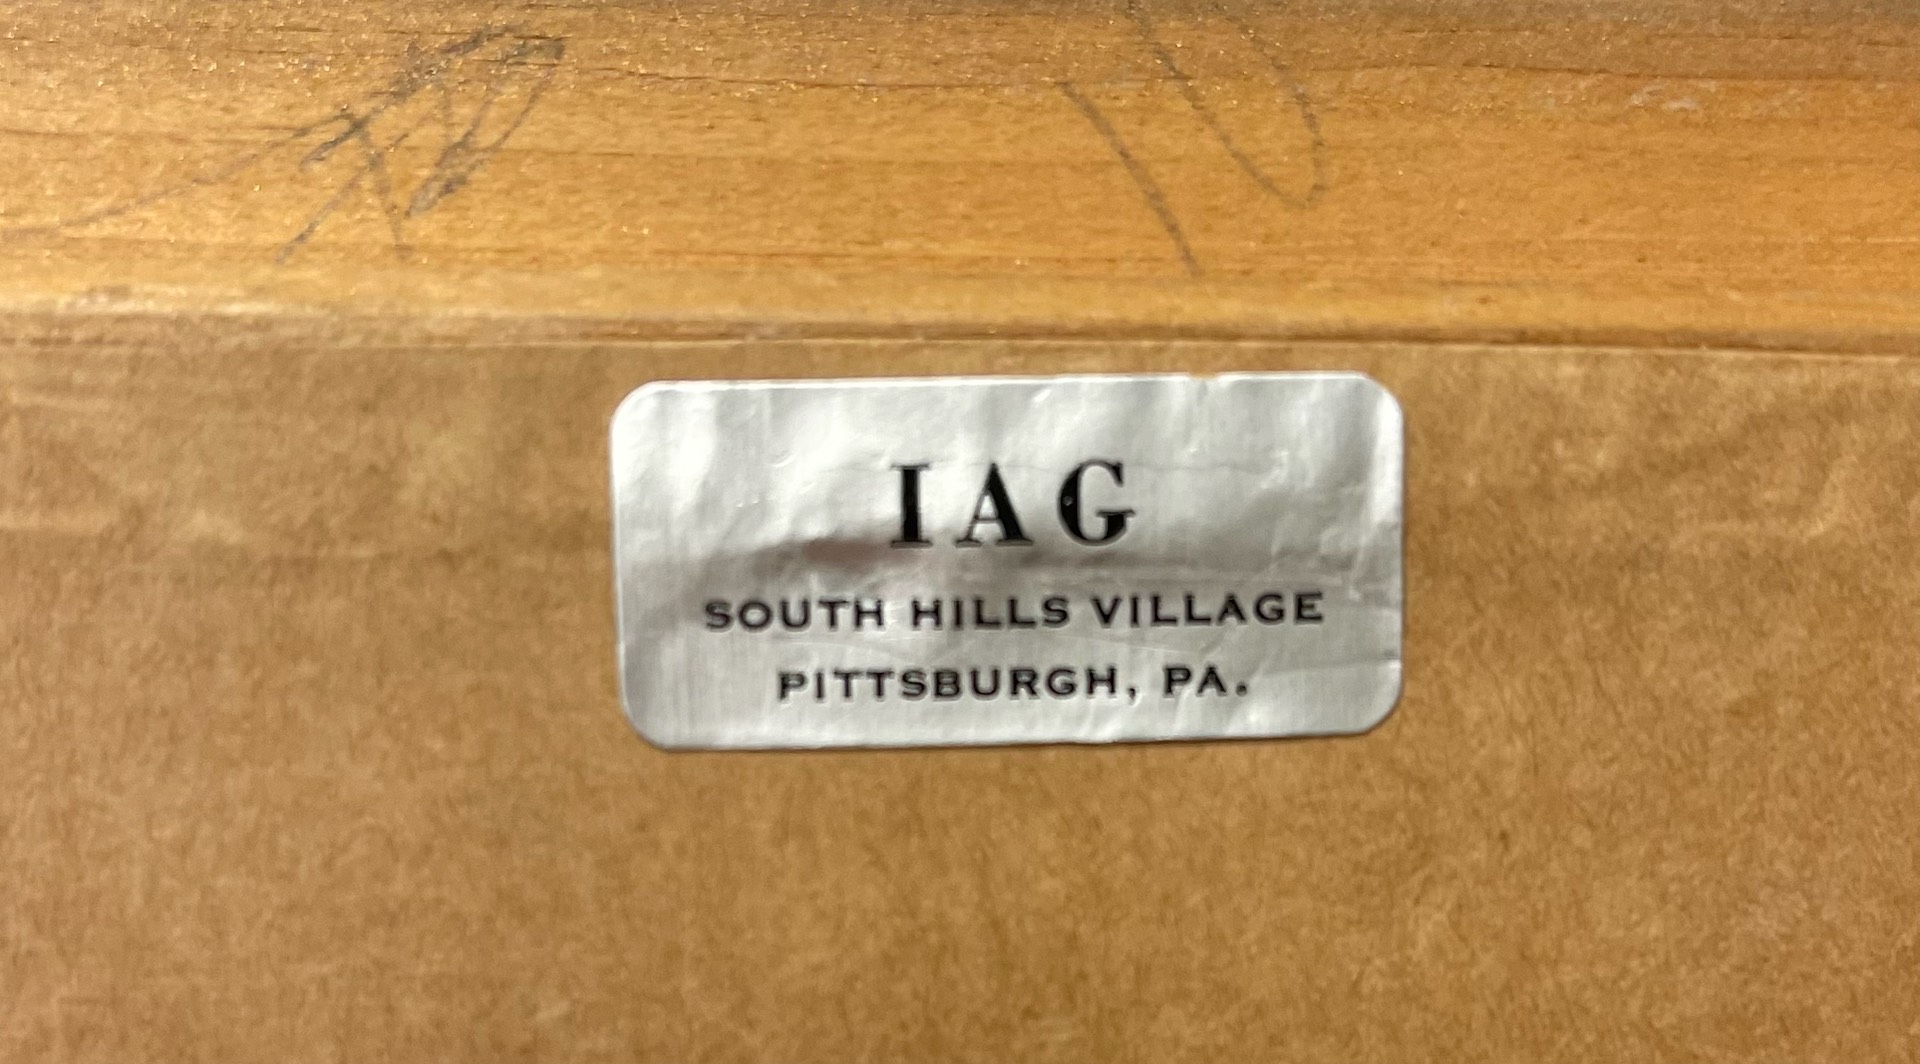 IAG
SOUTH HILLS VILLAGE
PITTSBURGH, PA.